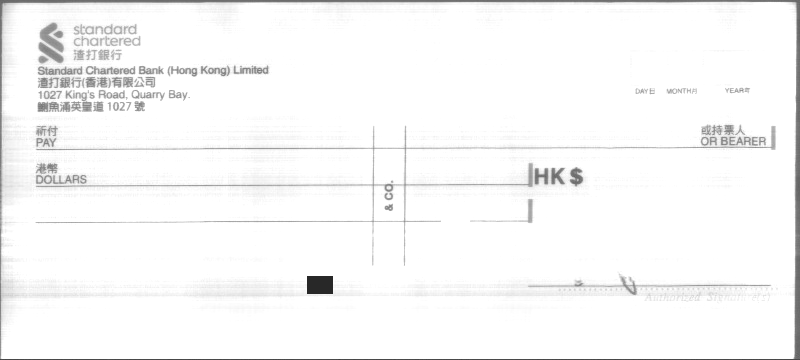 standard
chartered
渣打銀行
Standard Chartered Bank (Hong Kong) Limited
渣打銀行(香港)有限公司
1027 King's Road, Quarry Bay.
鰂魚涌英皇道 1027 號
DAY日 MONTH月 YEAR年
祈付
PAY
或持票人
OR BEARER
港幣
DOLLARS
HK $
& CO.
Authorized Signature(s)